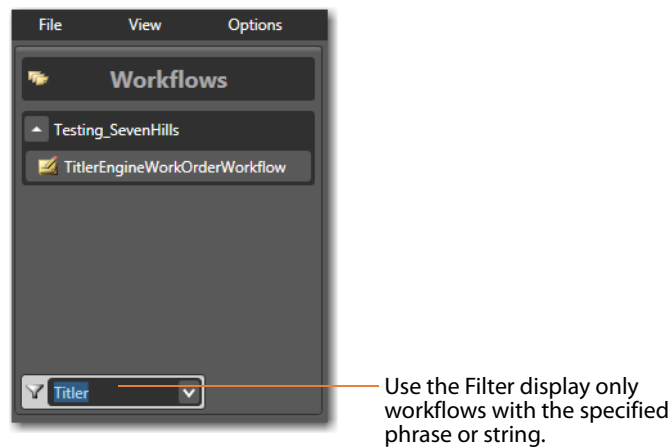 File View Options
Workflows
Testing_SevenHills
TitlerEngineWorkOrderWorkflow
Titler
Use the Filter display only
workflows with the specified
phrase or string.